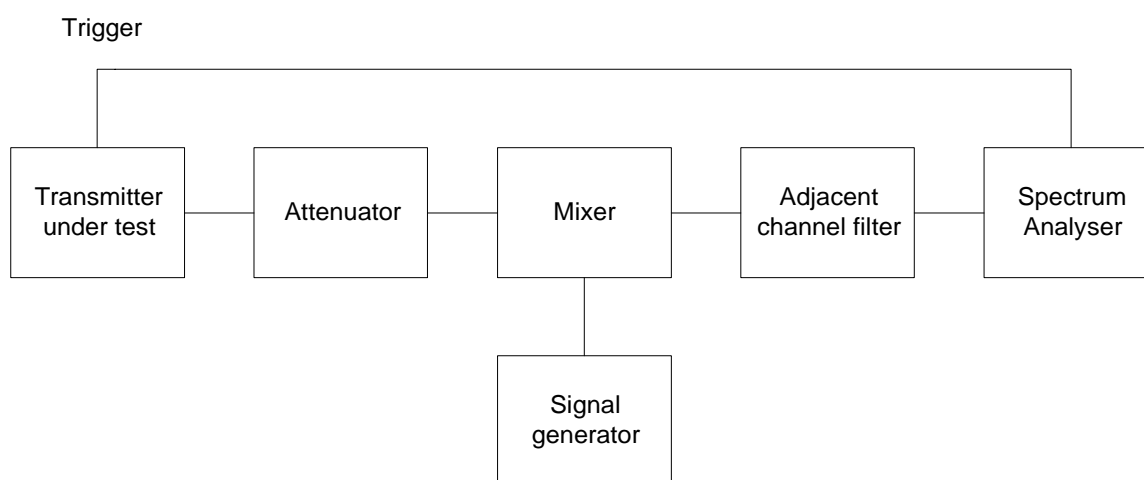 Trigger
Transmitter
under test
Attenuator
Mixer
Adjacent
channel filter
Spectrum
Analyser
Signal
generator